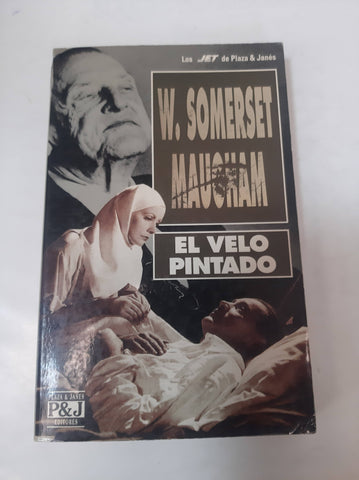 Los JET de Plaza & Janés
W. SOMERSET
MAUGHAM
EL VELO
PINTADO
PLAZA & JANÉS
P&J
EDITORES